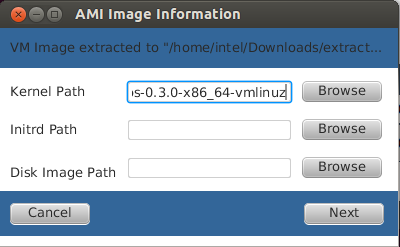 AMI Image Information
VM Image extracted to "/home/intel/Downloads/extract...
Kernel Path
s-0.3.0-x86_64-vmlinuz
Browse
Initrd Path
Browse
Disk Image Path
Browse
Cancel
Next